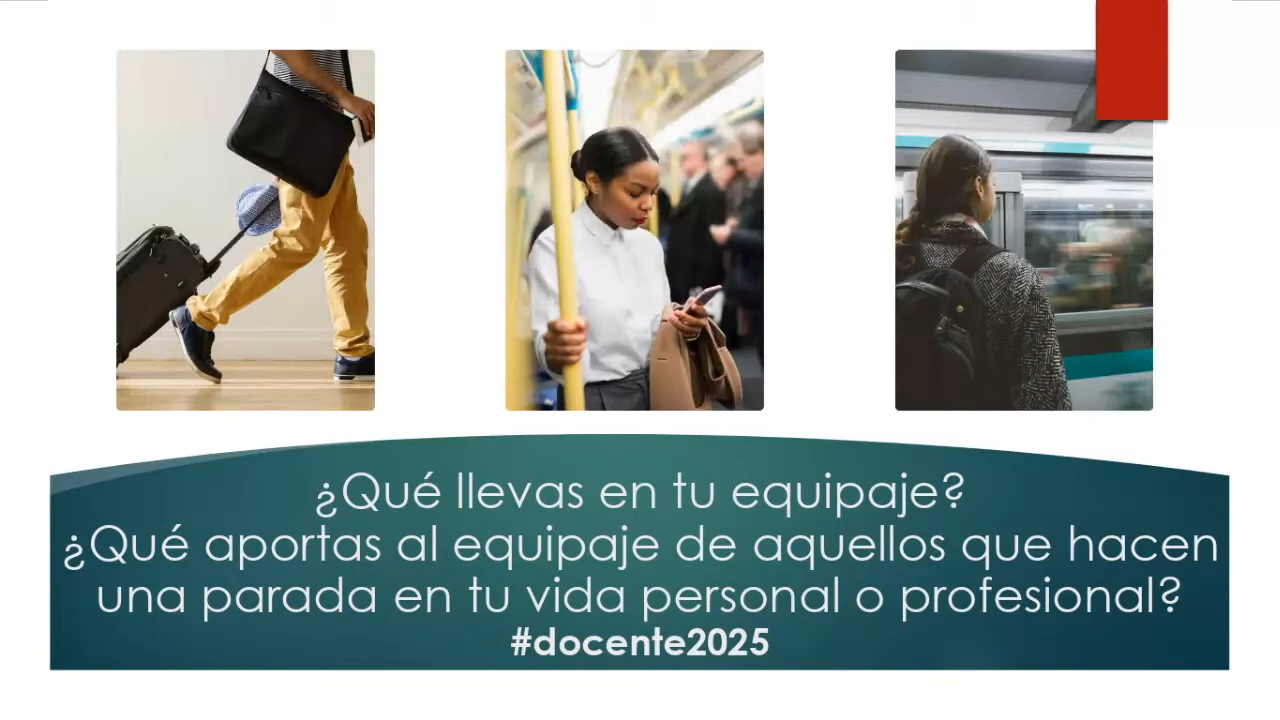 ¿Qué llevas en tu equipaje?
¿Qué aportas al equipaje de aquellos que hacen
una parada en tu vida personal o profesional?
#docente2025